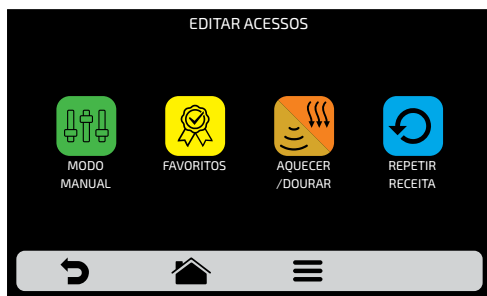 EDITAR ACESSOS
MODO
MANUAL
FAVORITOS
AQUECER
/DOURAR
REPETIR
RECEITA